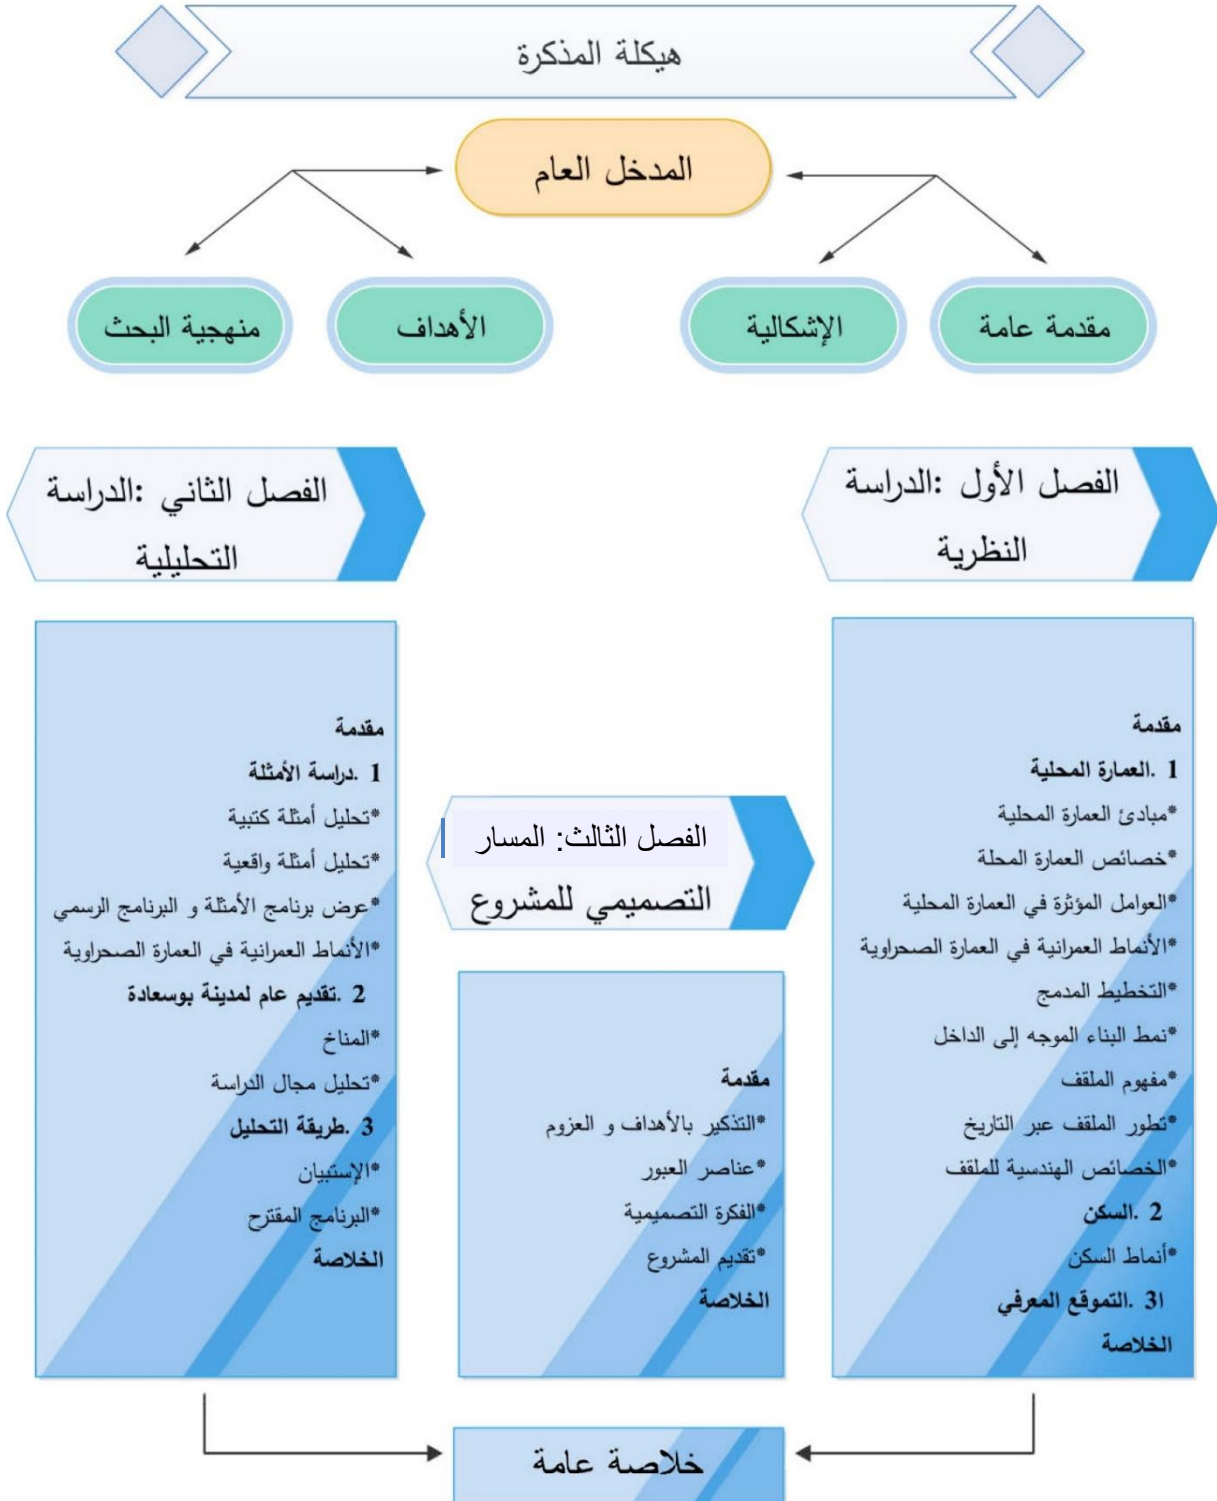 هيكلة المذكرة
المدخل العام
مقدمة عامة
الإشكالية
الأهداف
منهجية البحث
الفصل الأول :الدراسة
النظرية
مقدمة
1 .العمارة المحلية
*مبادئ العمارة المحلية
*خصائص العمارة المحلة
*العوامل المؤثرة في العمارة المحلية
*الأنماط العمرانية في العمارة الصحراوية
*التخطيط المدمج
*نمط البناء الموجه إلى الداخل
*مفهوم الملقف
*تطور الملقف عبر التاريخ
*الخصائص الهندسية للملقف
2 .السكن
*أنماط السكن
3ا .التموقع المعرفي
الخلاصة
الفصل الثاني :الدراسة
التحليلية
مقدمة
1 .دراسة الأمثلة
*تحليل أمثلة كتبية
*تحليل أمثلة واقعية
*عرض برنامج الأمثلة و البرنامج الرسمي
*الأنماط العمرانية في العمارة الصحراوية
2 .تقديم عام لمدينة بوسعادة
*المناخ
*تحليل مجال الدراسة
3 .طريقة التحليل
*الإستبيان
*البرنامج المقترح
الخلاصة
الفصل الثالث: المسار
التصميمي للمشروع
مقدمة
*التذكير بالأهداف و العزوم
*عناصر العبور
*الفكرة التصميمية
*تقديم المشروع
الخلاصة
خلاصة عامة